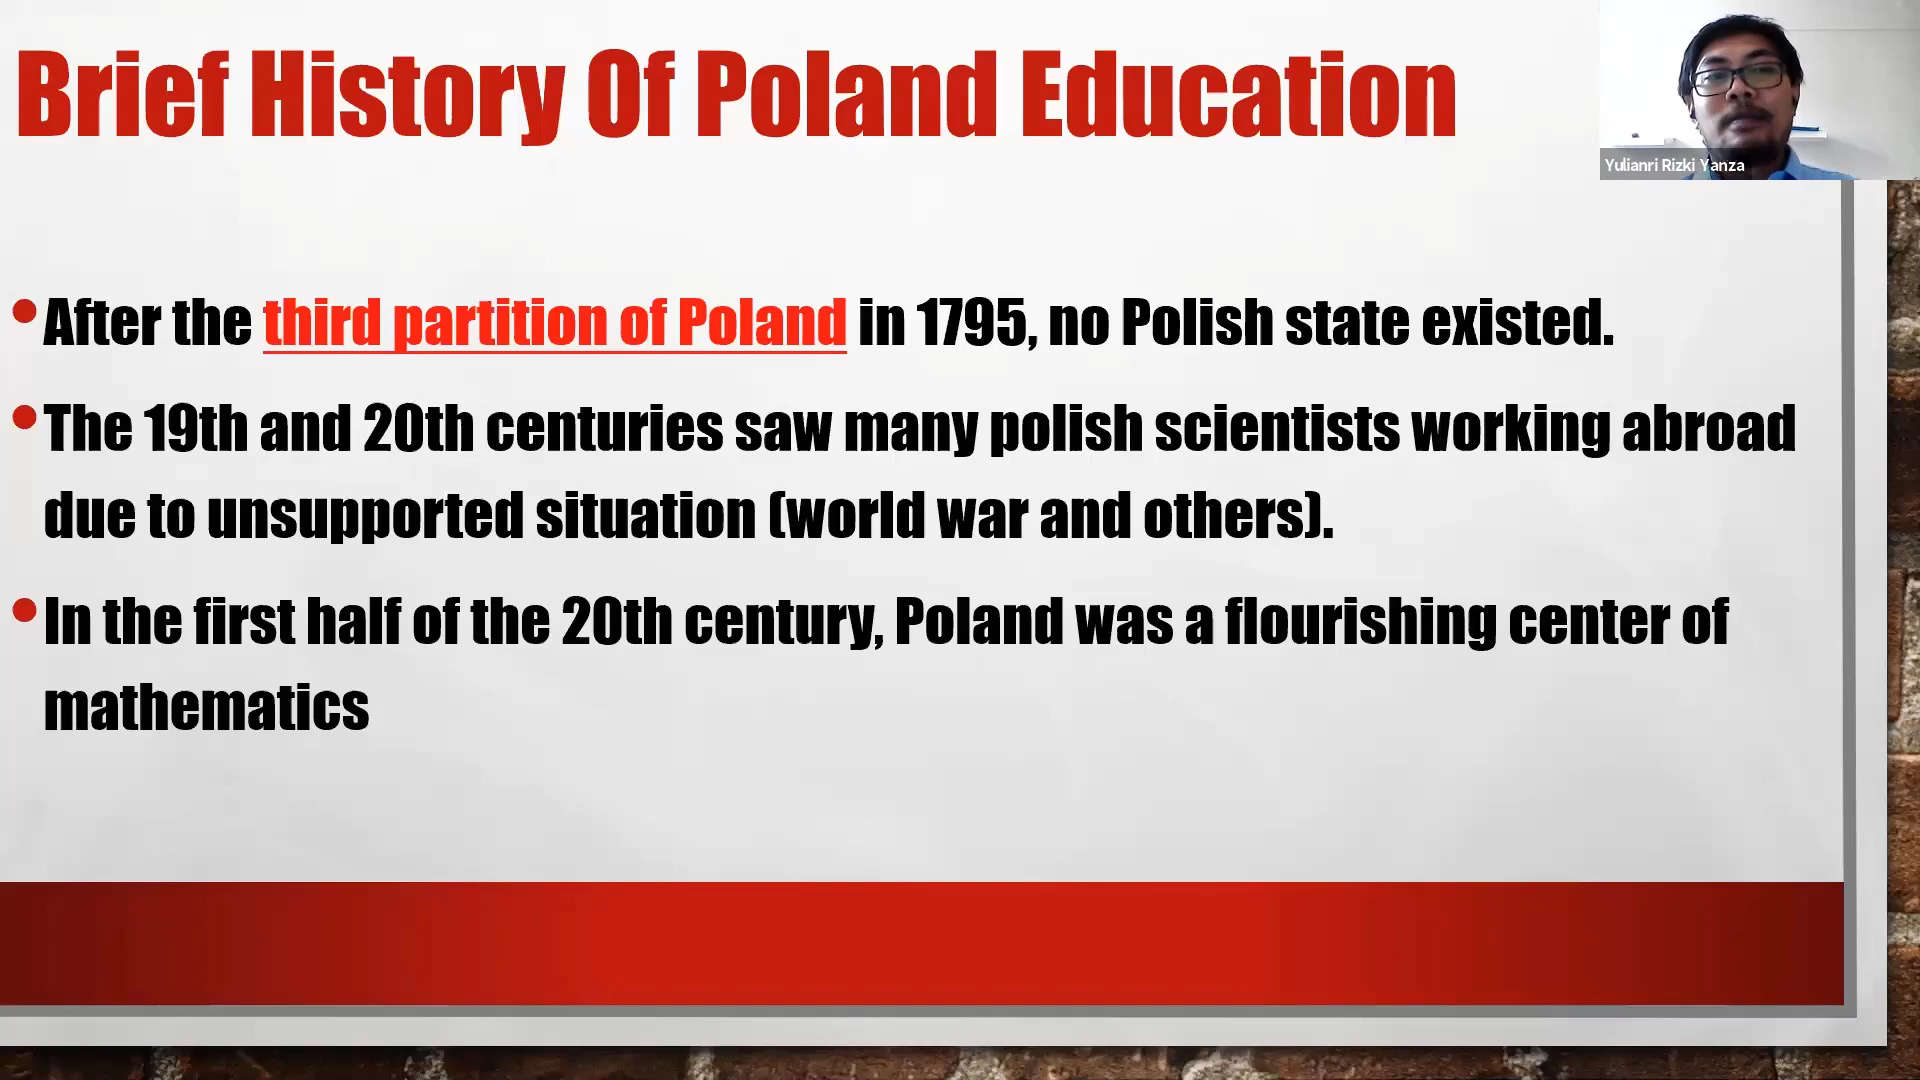 Brief History Of Poland Education
Yulianri Rizki Yanza
•After the third partition of Poland in 1795, no Polish state existed.
•The 19th and 20th centuries saw many polish scientists working abroad
due to unsupported situation (world war and others).
•In the first half of the 20th century, Poland was a flourishing center of
mathematics